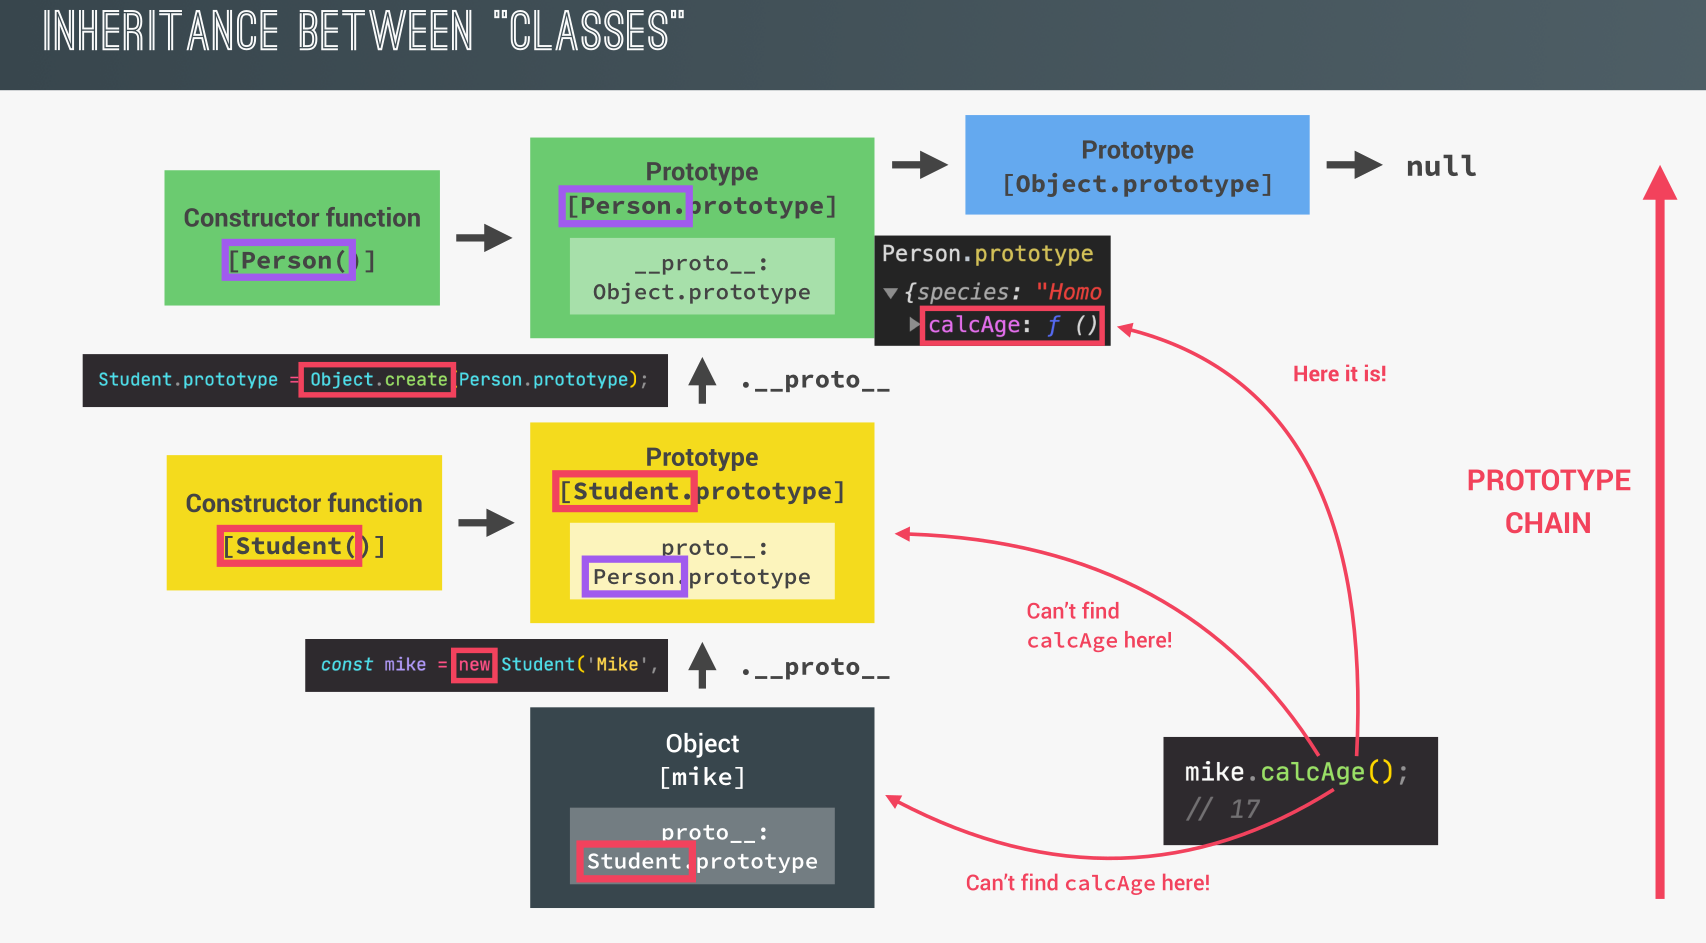 INHERITANCE BETWEEN "CLASSES"
Constructor function
[Person()]
Prototype
[Person.prototype]
__proto__:
Object.prototype
Prototype
[Object.prototype]
null
Person.prototype
{species: "Homo
calcAge: ƒ ()
Here it is!
Student.prototype = Object.create(Person.prototype);
.__proto__
Constructor function
[Student()]
Prototype
[Student.prototype]
proto__:
Person.prototype
PROTOTYPE
CHAIN
Can't find
calcAge here!
const mike = new Student('Mike',
.__proto__
Object
[mike]
proto__:
Student.prototype
mike.calcAge();
// 17
Can't find calcAge here!